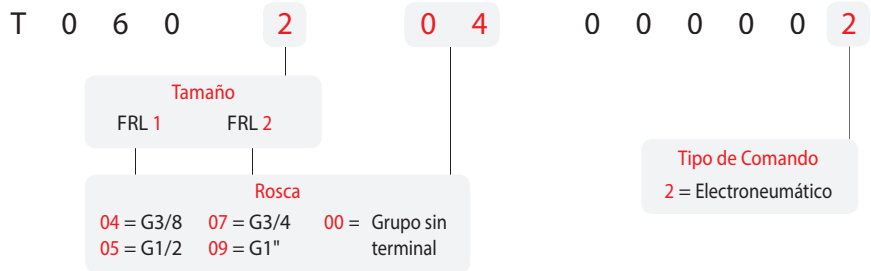 T 0 6 0 2 0 4 0 0 0 0 0 2
Tamaño
FRL 1 FRL 2
Tipo de Comando
2 = Electroneumático
Rosca
04 = G3/8 07 = G3/4 00 = Grupo sin
05 = G1/2 09 = G1" terminal